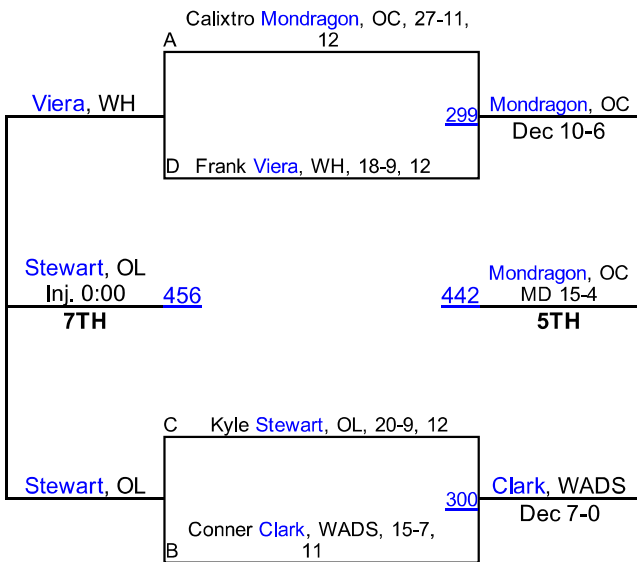 Calixtro Mondragon, OC, 27-11,
12
A
Viera, WH
299
Mondragon, OC
Dec 10-6
D Frank Viera, WH, 18-9, 12
Stewart, OL
Inj. 0:00
7TH
456
442
Mondragon, OC
MD 15-4
5TH
C Kyle Stewart, OL, 20-9, 12
Stewart, OL
300
Clark, WADS
Dec 7-0
Conner Clark, WADS, 15-7,
11
B